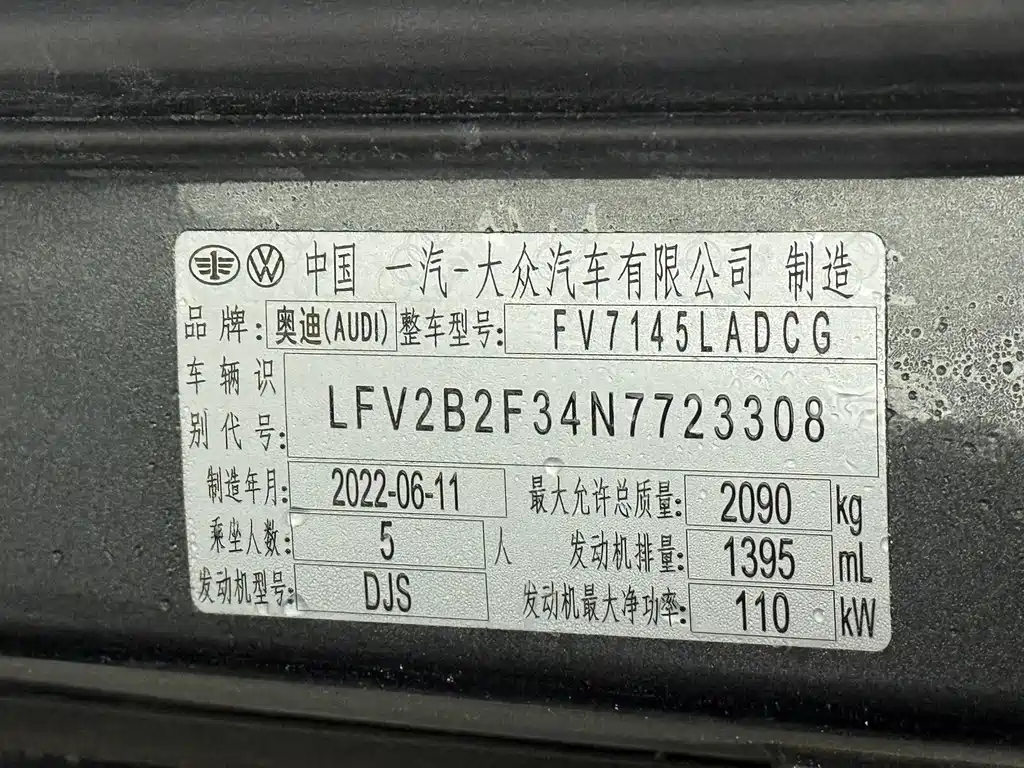 中国 一汽-大众汽车有限公司 制造
品牌: 奥迪(AUDI) 整车型号: FV7145LADCG
车辆识别代号: LFV2B2F34N7723308
制造年月: 2022-06-11 最大允许总质量: 2090 kg
乘坐人数: 5 人 发动机排量: 1395 mL
发动机型号: DJS 发动机最大净功率: 110 kW